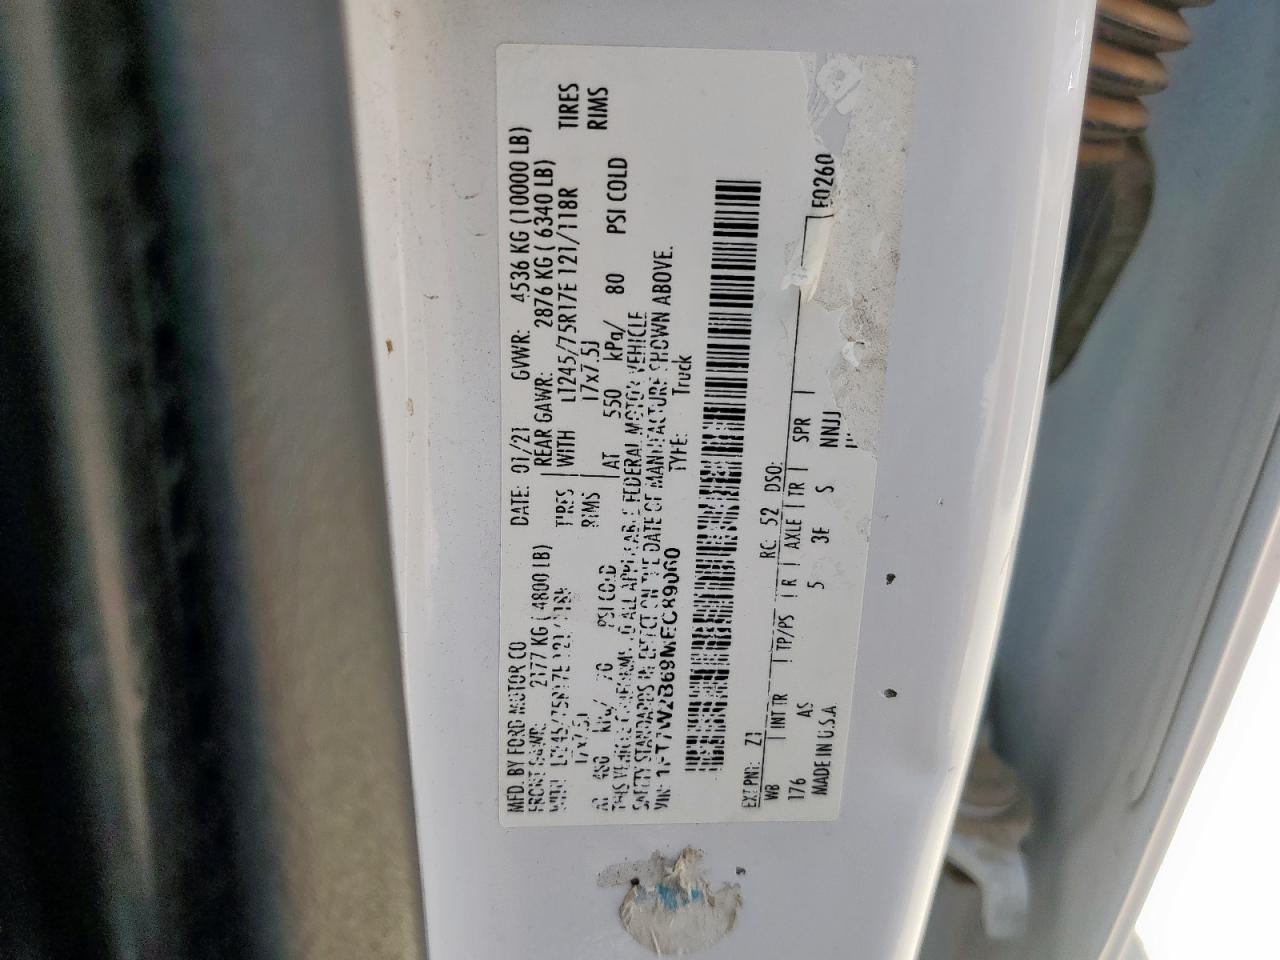 MFD. BY FORD MOTOR CO DATE: 01/21 GVWR: 4536 KG (10000 LB)
FRONT GAWR: 2177 KG (4800 LB) REAR GAWR: 2876 KG (6340 LB)
WITH LT245/75R17E 121/118R TIRES WITH LT245/75R17E 121/118R TIRES
17x7.5J RIMS 17x7.5J RIMS
AT 480 kPa/ 70 PSI COLD AT 550 kPa/ 80 PSI COLD
THIS VEHICLE CONFORMS TO ALL APPLICABLE FEDERAL MOTOR VEHICLE
SAFETY STANDARDS IN EFFECT ON THE DATE OF MANUFACTURE SHOWN ABOVE.
VIN: 1FT7W2B69MEC89060 TYPE: Truck
EXT PNT: Z1 RC: 52 DSO:
WB INT TR TP/PS R AXLE TR SPR F0260
176 AS 5 3E S NNJJ
MADE IN U.S.A